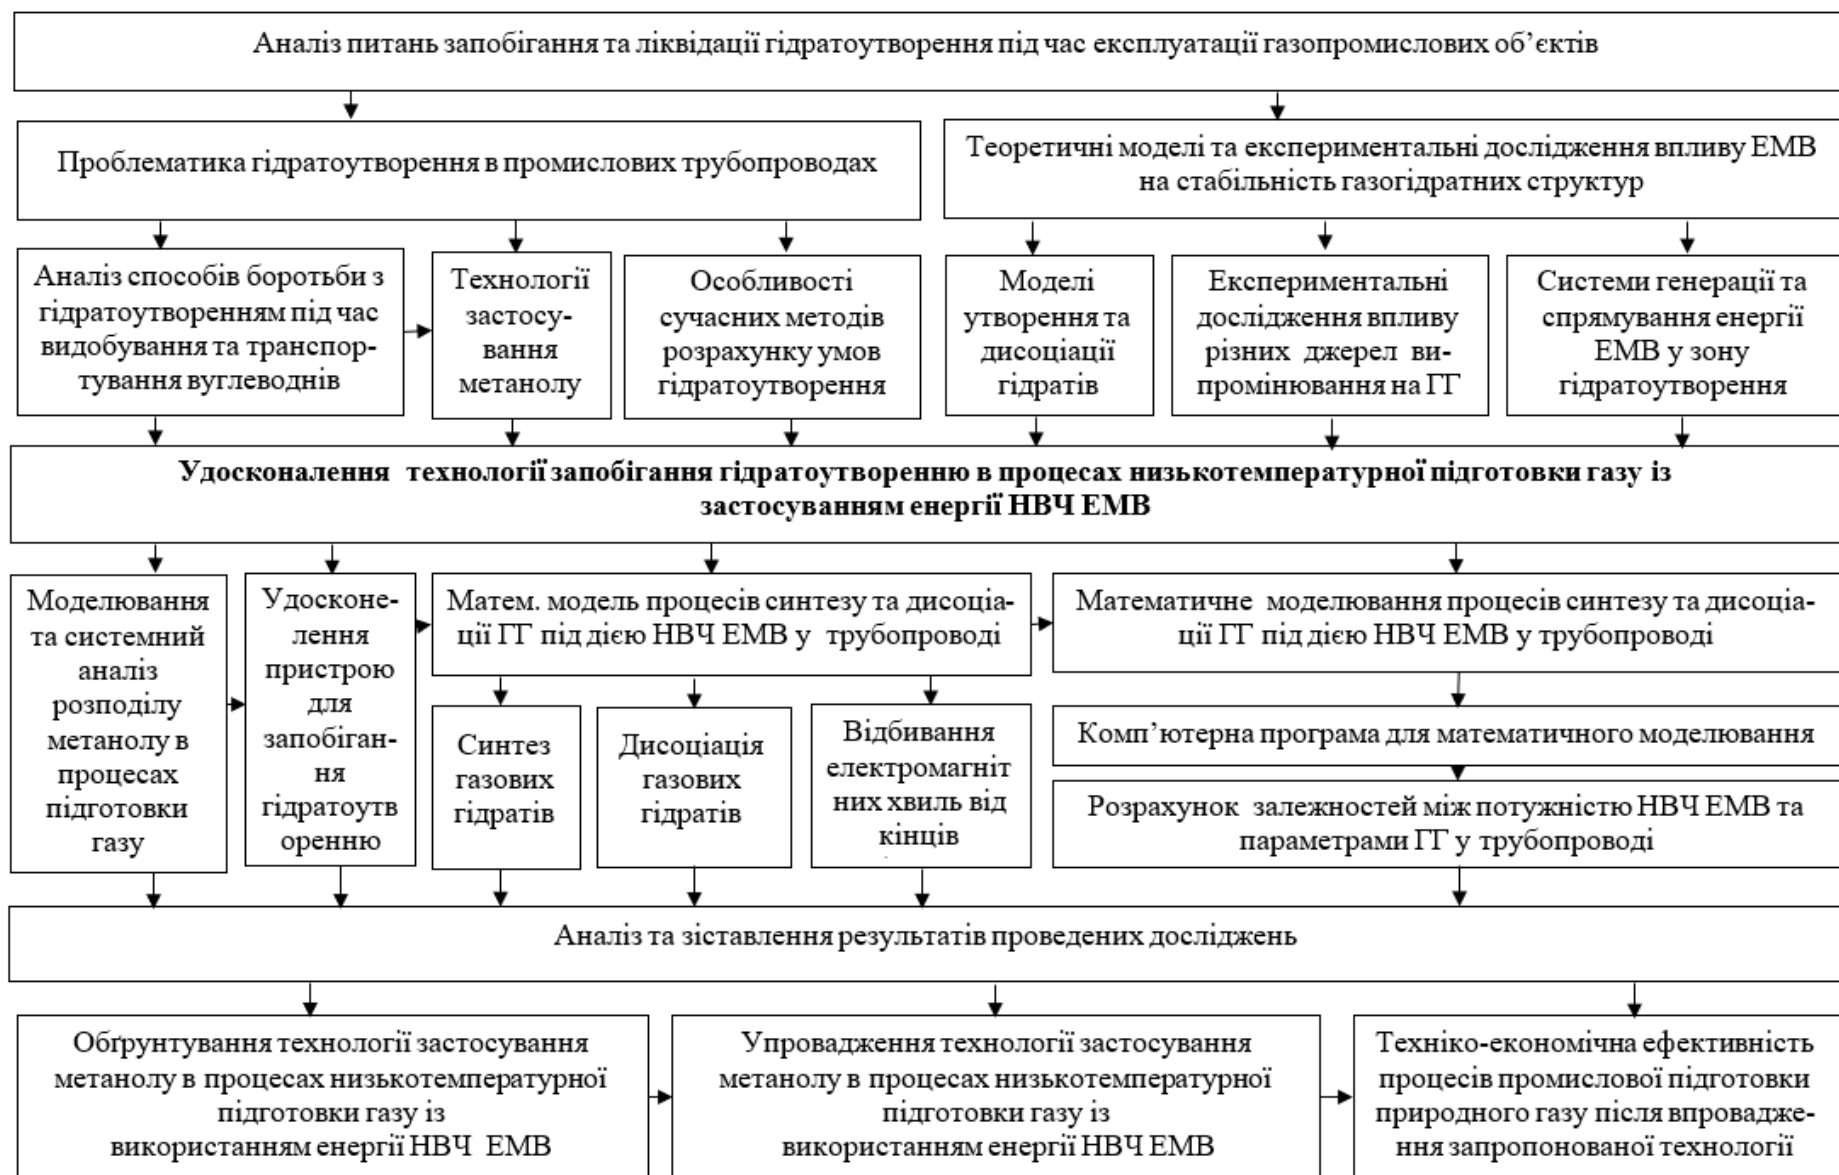 Аналіз питань запобігання та ліквідації гідратоутворення під час експлуатації газопромислових об’єктів
Проблематика гідратоутворення в промислових трубопроводах
Теоретичні моделі та експериментальні дослідження впливу ЕМВ
на стабільність газогідратних структур
Аналіз способів боротьби з
гідратоутворенням під час
видобування та транспор-
тування вуглеводнів
Технології
застосу-
вання
метанолу
Особливості
сучасних методів
розрахунку умов
гідратоутворення
Моделі
утворення та
дисоціації
гідратів
Експериментальні
дослідження впливу
різних джерел ви-
промінювання на ГГ
Системи генерації та
спрямування енергії
ЕМВ у зону
гідратоутворення
Удосконалення технології запобігання гідратоутворенню в процесах низькотемпературної підготовки газу із
застосуванням енергії НВЧ ЕМВ
Моделювання
та системний
аналіз
розподілу
метанолу в
процесах
підготовки
газу
Удосконе-
лення
пристрою
для
запобіган-
ня
гідратоутв
оренню
Матем. модель процесів синтезу та дисоціа-
ції ГГ під дією НВЧ ЕМВ у трубопроводі
Математичне моделювання процесів синтезу та дисоціа-
ції ГГ під дією НВЧ ЕМВ у трубопроводі
Синтез
газових
гідратів
Дисоціація
газових
гідратів
Відбивання
електромагніт
них хвиль від
кінців
Комп’ютерна програма для математичного моделювання
Розрахунок залежностей між потужністю НВЧ ЕМВ та
параметрами ГГ у трубопроводі
Аналіз та зіставлення результатів проведених досліджень
Обґрунтування технології застосування
метанолу в процесах низькотемпературної
підготовки газу із
використанням енергії НВЧ ЕМВ
Упровадження технології застосування
метанолу в процесах низькотемпературної
підготовки газу із
використанням енергії НВЧ ЕМВ
Техніко-економічна ефективність
процесів промислової підготовки
природного газу після впровадже-
ння запропонованої технології